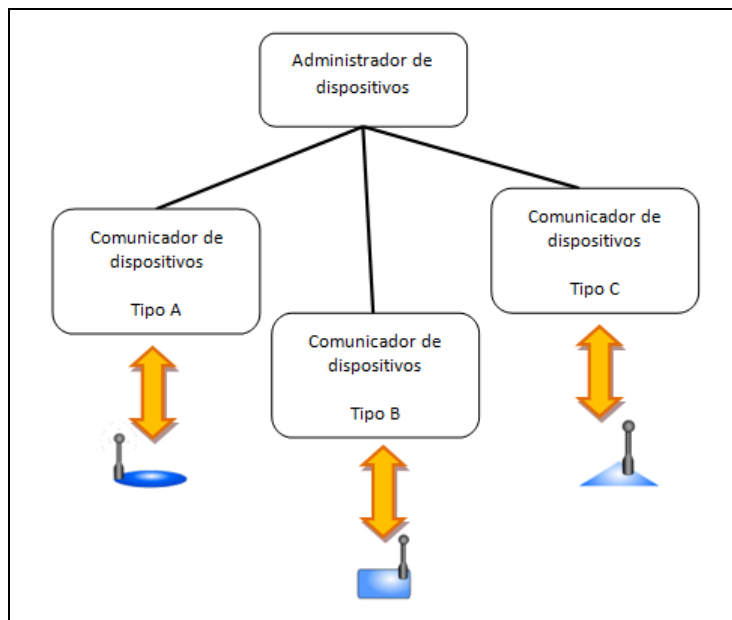 Administrador de
dispositivos
Comunicador de
dispositivos
Tipo A
Comunicador de
dispositivos
Tipo B
Comunicador de
dispositivos
Tipo C